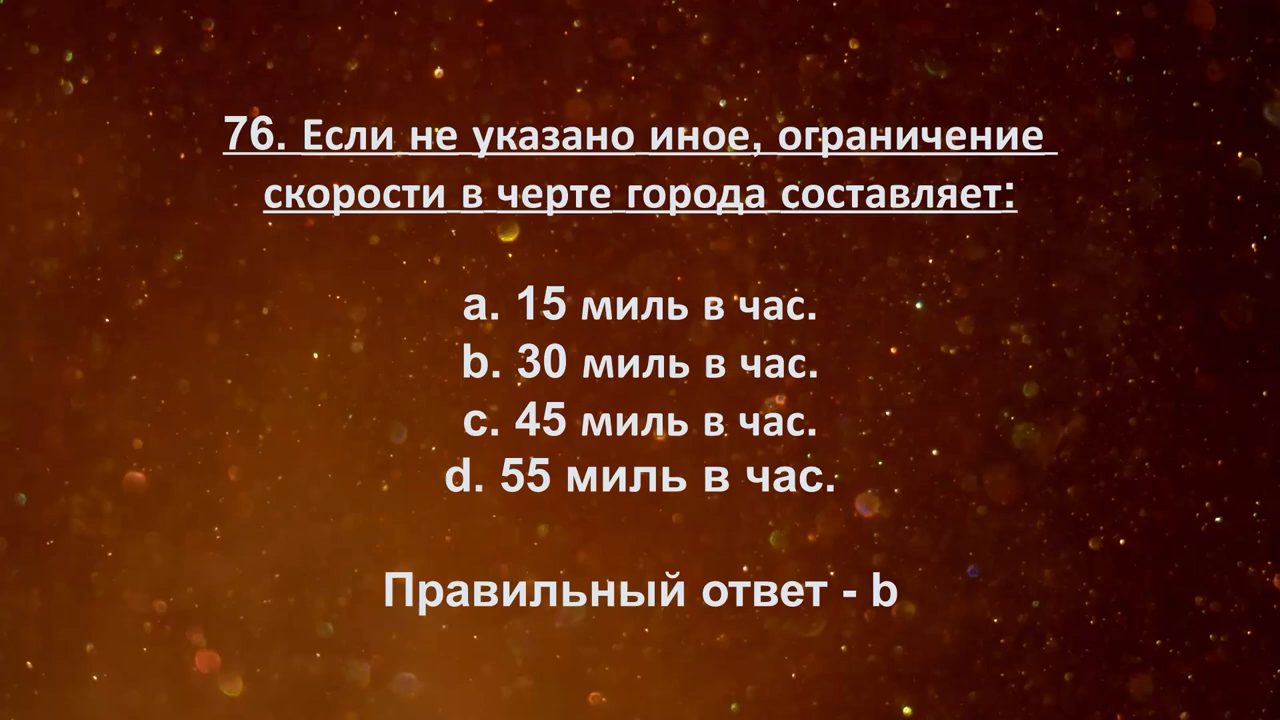 76. Если не указано иное, ограничение
скорости в черте города составляет:
a. 15 миль в час.
b. 30 миль в час.
c. 45 миль в час.
d. 55 миль в час.
Правильный ответ - b